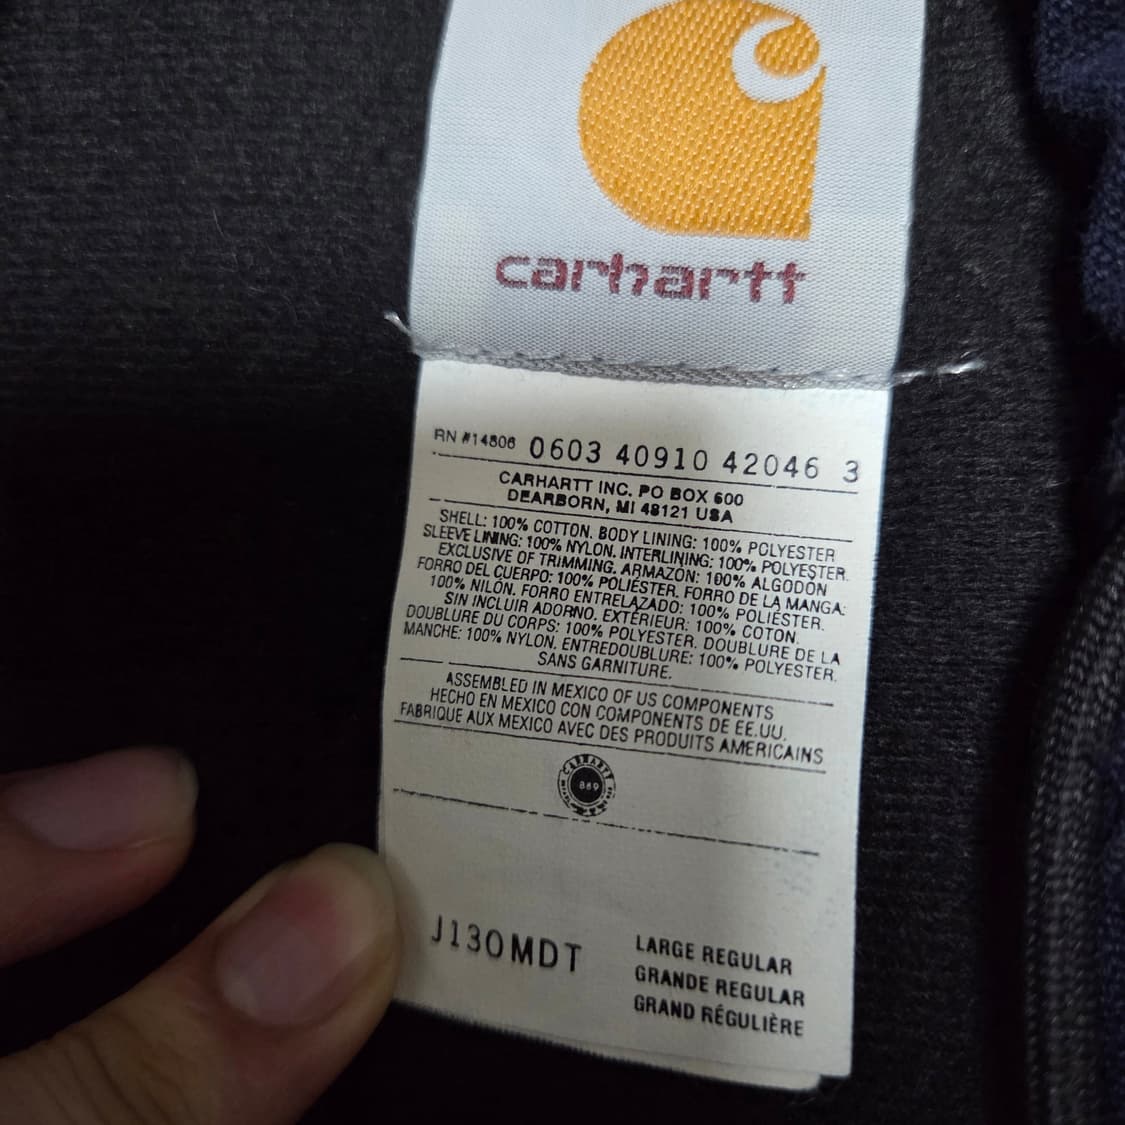 carhartt
RN #14806 0603 40910 42046 3
CARHARTT INC. PO BOX 600
DEARBORN, MI 48121 USA
SHELL: 100% COTTON. BODY LINING: 100% POLYESTER
SLEEVE LINING: 100% NYLON. INTERLINING: 100% POLYESTER.
EXCLUSIVE OF TRIMMING. ARMAZÓN: 100% ALGODÓN
FORRO DEL CUERPO: 100% POLIÉSTER. FORRO DE LA MANGA:
100% NILÓN. FORRO ENTRELAZADO: 100% POLIÉSTER.
SIN INCLUIR ADORNO. EXTÉRIEUR: 100% COTON.
DOUBLURE DU CORPS: 100% POLYESTER. DOUBLURE DE LA
MANCHE: 100% NYLON. ENTREDOUBLURE: 100% POLYESTER.
SANS GARNITURE.
ASSEMBLED IN MEXICO OF US COMPONENTS
HECHO EN MEXICO CON COMPONENTS DE EE.UU.
FABRIQUE AUX MEXICO AVEC DES PRODUITS AMERICAINS
CARHARTT
889
J130MDT
LARGE REGULAR
GRANDE REGULAR
GRAND RÉGULIÈRE